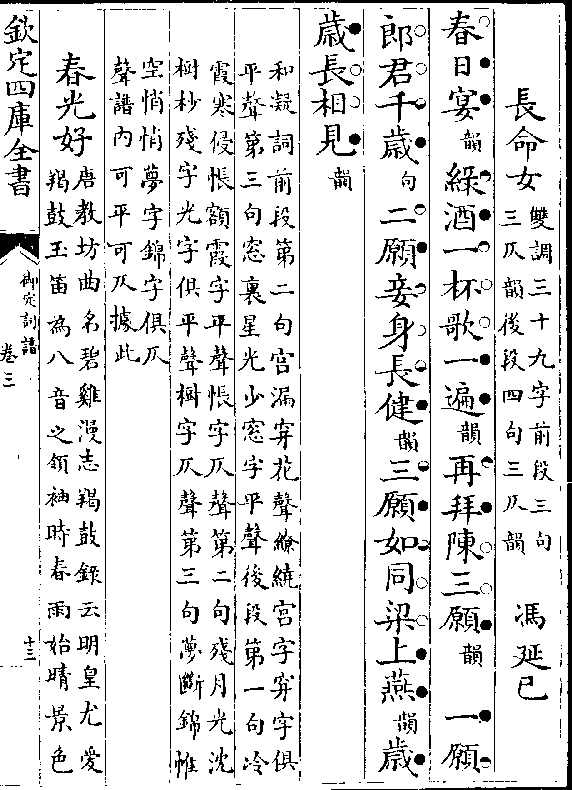 長命女 雙調三十九字前段三句
三仄韻後段四句三仄韻 馮延巳
春日宴韻綠酒一杯歌一遍韻再拜陳三願韻 一願
郎君千歳句二願妾身長健韻三願如同梁上燕韻歳
歳長相見韻
和凝詞前段第二句宫漏穿花聲繚繞宫字穿字俱
平聲第三句窓裏星光少窓字平聲後段第一句冷
霞寒侵帳額霞字平聲帳字仄聲第二句殘月光沈
樹杪殘字光字俱平聲樹字仄聲第三句夢斷錦帷
空悄悄夢字錦字俱仄
聲譜内可平可仄據此
春光好 唐教坊曲名碧雞漫志羯鼓錄云明皇尤愛
羯鼓玉笛為八音之領袖時春雨始晴景色
欽定四庫全書
御定詞譜
卷三
十三